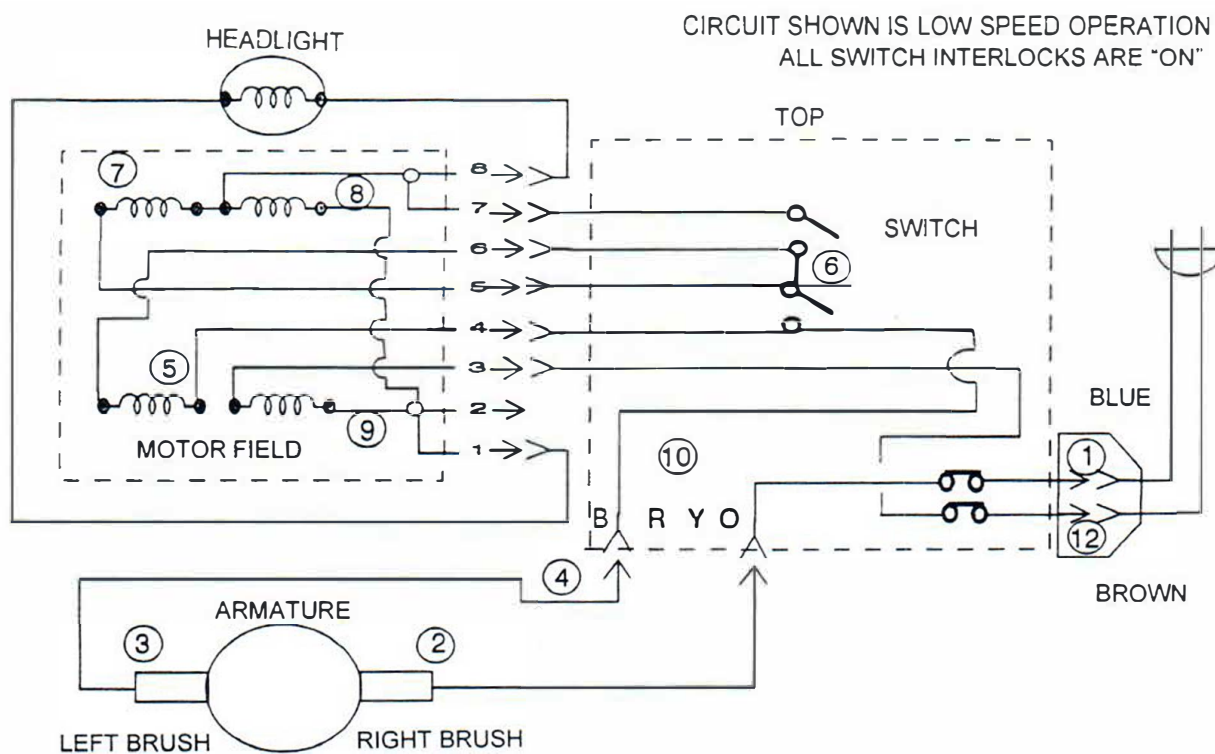 CIRCUIT SHOWN IS LOW SPEED OPERATION
ALL SWITCH INTERLOCKS ARE "ON"
HEADLIGHT
TOP
7
8
8
7
SWITCH
6
6
5
4
5
3
9
2
MOTOR FIELD
1
BLUE
10
1
B R Y O
12
4
BROWN
ARMATURE
3
2
LEFT BRUSH
RIGHT BRUSH